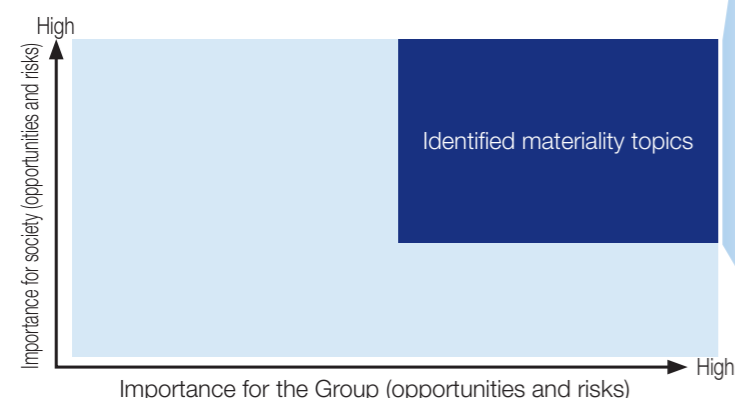 High
Importance for society (opportunities and risks)
Identified materiality topics
High
Importance for the Group (opportunities and risks)